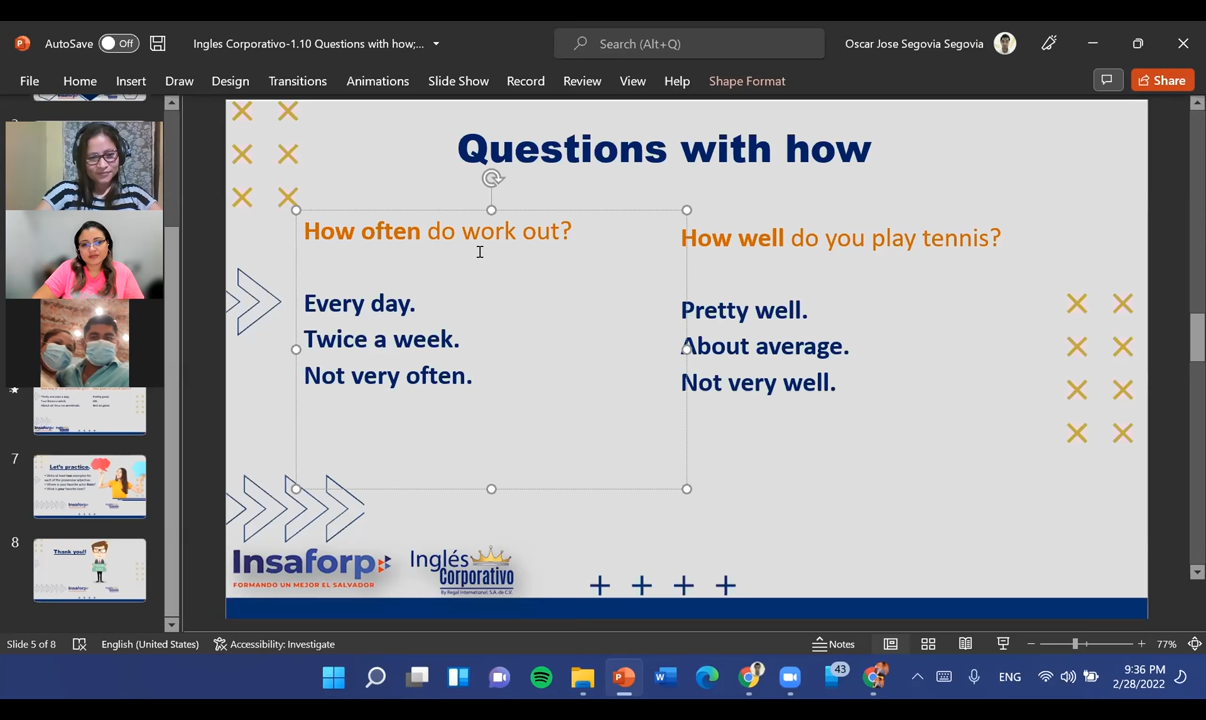 AutoSave Off Ingles Corporativo-1.10 Questions with how;... Search (Alt+Q) Oscar Jose Segovia Segovia
File Home Insert Draw Design Transitions Animations Slide Show Record Review View Help Shape Format Share
Questions with how
How often do work out?
How well do you play tennis?
Every day.
Twice a week.
Not very often.
Pretty well.
About average.
Not very well.
7
Let's practice.
8
Thank you!!
Insaforp
FORMANDO UN MEJOR EL SALVADOR
Inglés
Corporativo
By Regal International S.A. de C.V.
Slide 5 of 8 English (United States) Accessibility: Investigate Notes 77%
43
ENG
9:36 PM
2/28/2022